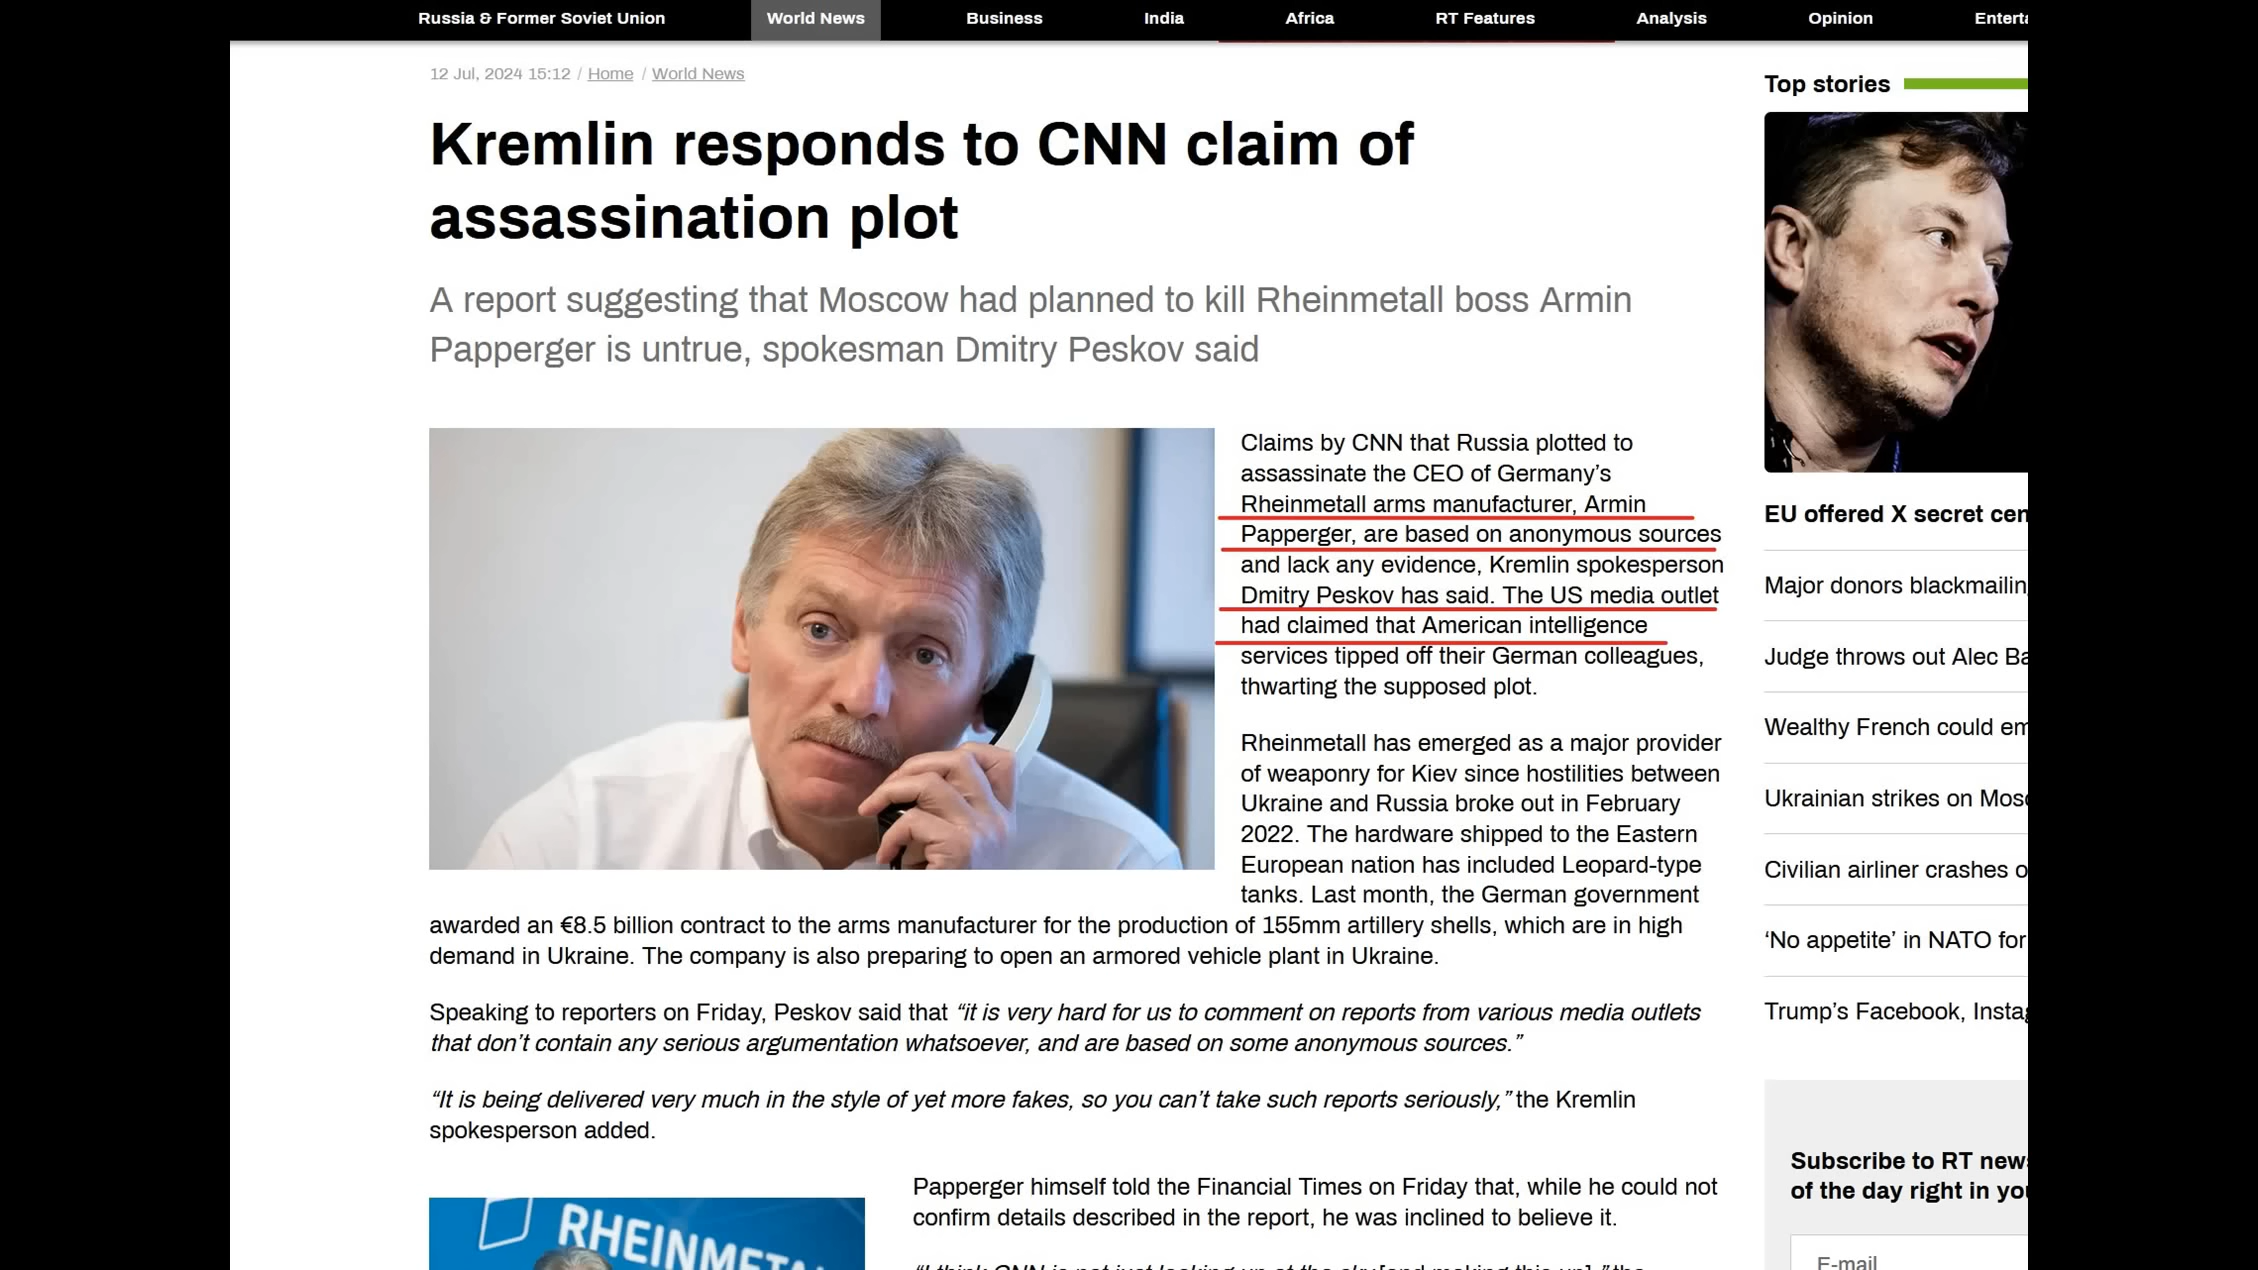 Russia & Former Soviet Union
World News
Business
India
Africa
RT Features
Analysis
Opinion
12 Jul, 2024 15:12 / Home / World News
Kremlin responds to CNN claim of
assassination plot
A report suggesting that Moscow had planned to kill Rheinmetall boss Armin
Papperger is untrue, spokesman Dmitry Peskov said
Claims by CNN that Russia plotted to
assassinate the CEO of Germany’s
Rheinmetall arms manufacturer, Armin
Papperger, are based on anonymous sources
and lack any evidence, Kremlin spokesperson
Dmitry Peskov has said. The US media outlet
had claimed that American intelligence
services tipped off their German colleagues,
thwarting the supposed plot.
Rheinmetall has emerged as a major provider
of weaponry for Kiev since hostilities between
Ukraine and Russia broke out in February
2022. The hardware shipped to the Eastern
European nation has included Leopard-type
tanks. Last month, the German government
awarded an €8.5 billion contract to the arms manufacturer for the production of 155mm artillery shells, which are in high
demand in Ukraine. The company is also preparing to open an armored vehicle plant in Ukraine.
Speaking to reporters on Friday, Peskov said that “it is very hard for us to comment on reports from various media outlets
that don’t contain any serious argumentation whatsoever, and are based on some anonymous sources.”
“It is being delivered very much in the style of yet more fakes, so you can’t take such reports seriously,” the Kremlin
spokesperson added.
Papperger himself told the Financial Times on Friday that, while he could not
confirm details described in the report, he was inclined to believe it.
“I think CNN is not just looking up at the sky [and making this up],” the
Top stories
EU offered X secret
Major donors
Judge throws out Alec
Wealthy French could
Ukrainian strikes on
Civilian airliner crashes
‘No appetite’ in NATO for
Trump’s Facebook,
Subscribe to RT
of the day right in
E-mail